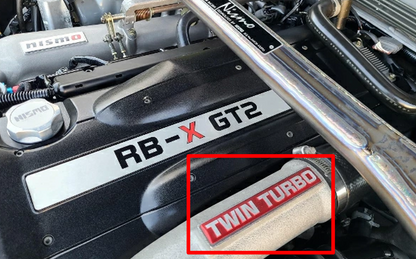 NISMO
Nismo
NISMO
RB-X GT2
TWIN TURBO